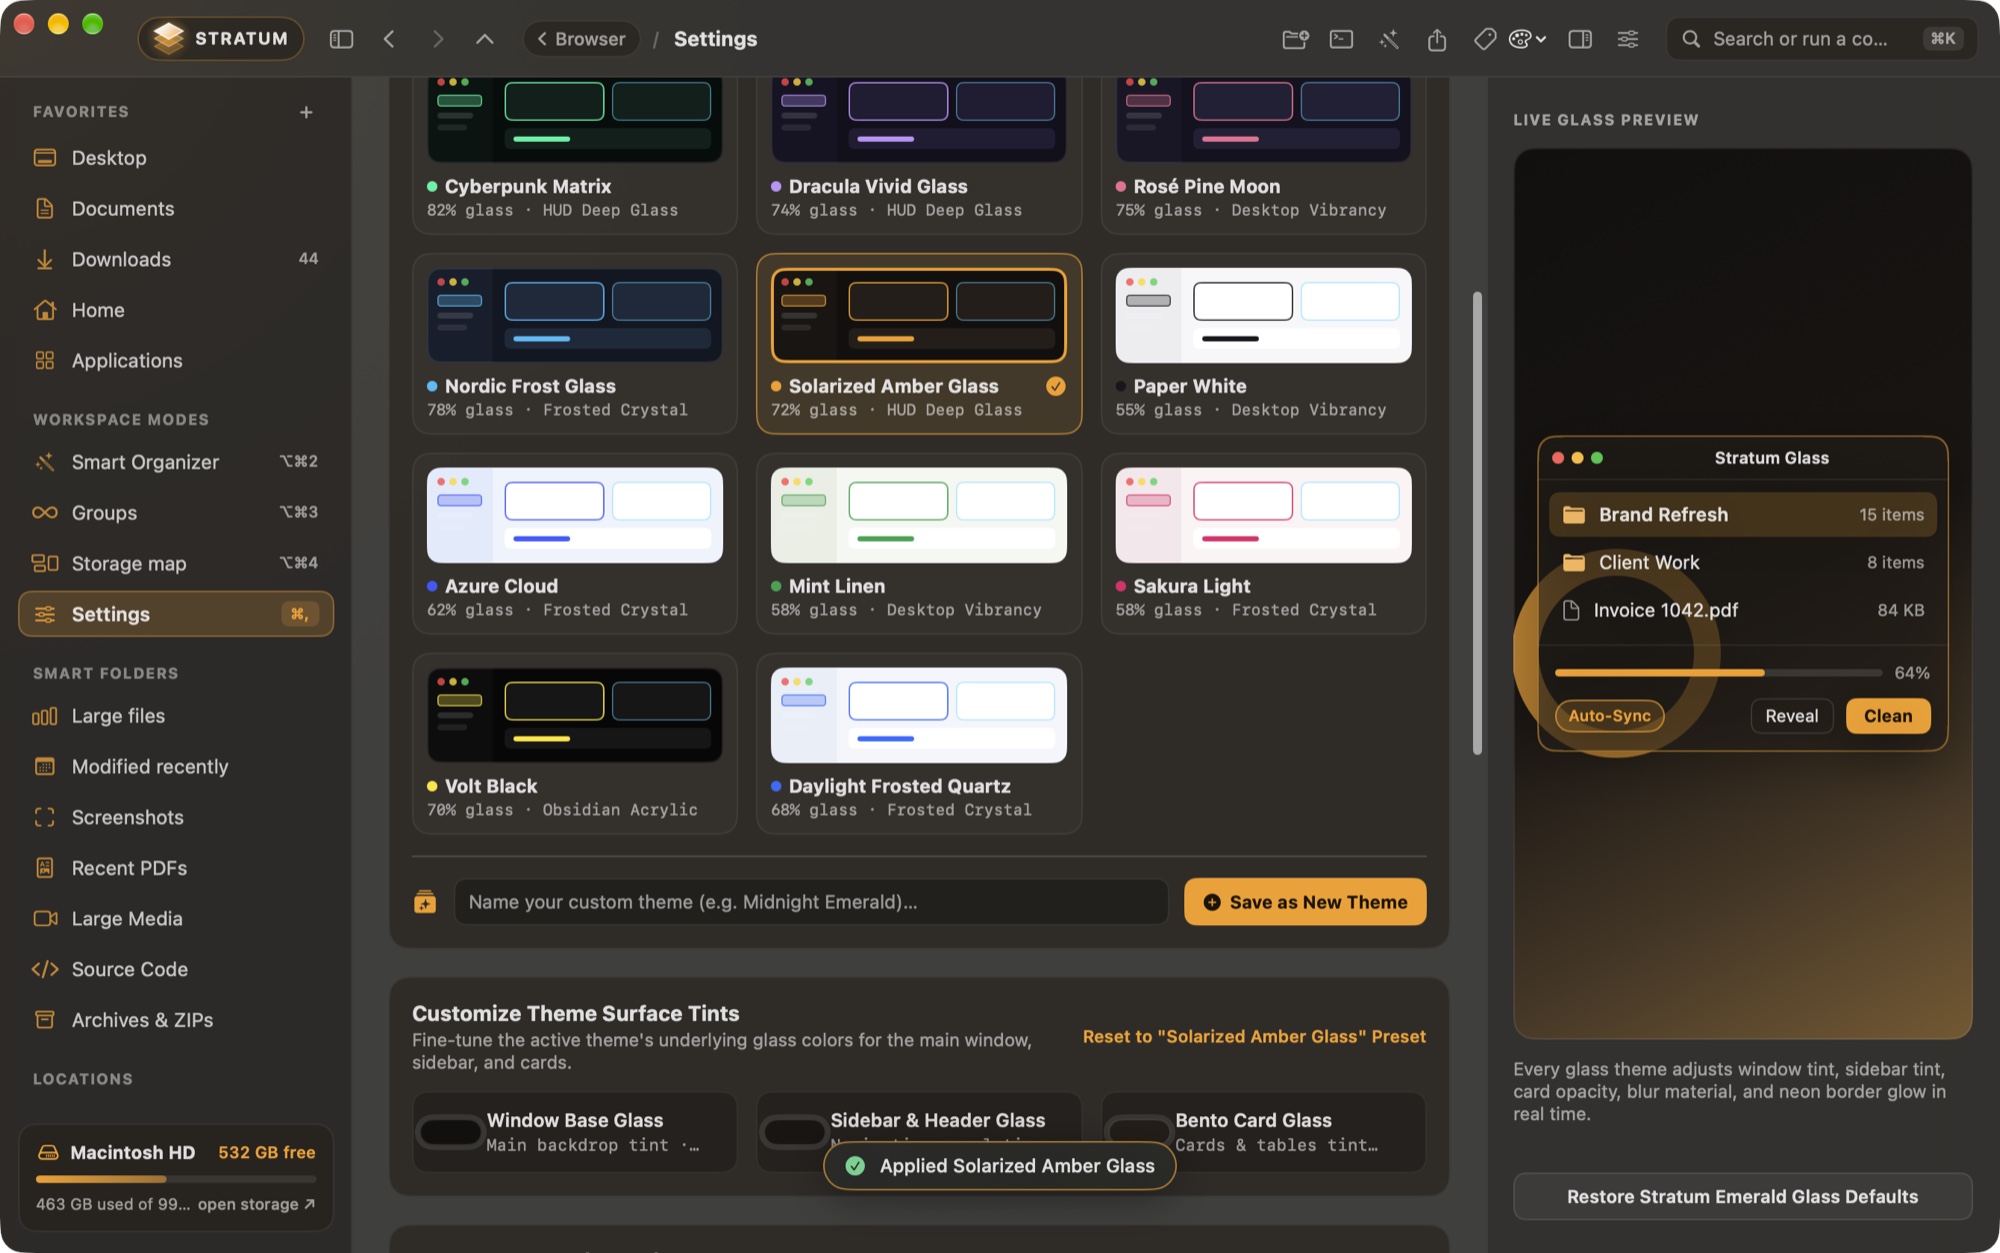 STRATUM
Browser / Settings
Search or run a co... ⌘K
FAVORITES +
Desktop
Documents
Downloads 44
Home
Applications
WORKSPACE MODES
Smart Organizer ⌥⌘2
Groups ⌥⌘3
Storage map ⌥⌘4
Settings ⌘,
SMART FOLDERS
Large files
Modified recently
Screenshots
Recent PDFs
Large Media
Source Code
Archives & ZIPs
LOCATIONS
Macintosh HD 532 GB free
463 GB used of 99... open storage ↗
Cyberpunk Matrix
82% glass · HUD Deep Glass
Dracula Vivid Glass
74% glass · HUD Deep Glass
Rosé Pine Moon
75% glass · Desktop Vibrancy
Nordic Frost Glass
78% glass · Frosted Crystal
Solarized Amber Glass
72% glass · HUD Deep Glass
Paper White
55% glass · Desktop Vibrancy
Azure Cloud
62% glass · Frosted Crystal
Mint Linen
58% glass · Desktop Vibrancy
Sakura Light
58% glass · Frosted Crystal
Volt Black
70% glass · Obsidian Acrylic
Daylight Frosted Quartz
68% glass · Frosted Crystal
Name your custom theme (e.g. Midnight Emerald)...
Save as New Theme
Customize Theme Surface Tints
Fine-tune the active theme's underlying glass colors for the main window,
sidebar, and cards.
Reset to "Solarized Amber Glass" Preset
Window Base Glass
Main backdrop tint ·…
Sidebar & Header Glass
Bento Card Glass
Cards & tables tint…
Applied Solarized Amber Glass
LIVE GLASS PREVIEW
Stratum Glass
Brand Refresh 15 items
Client Work 8 items
Invoice 1042.pdf 84 KB
64%
Auto-Sync Reveal Clean
Every glass theme adjusts window tint, sidebar tint,
card opacity, blur material, and neon border glow in
real time.
Restore Stratum Emerald Glass Defaults